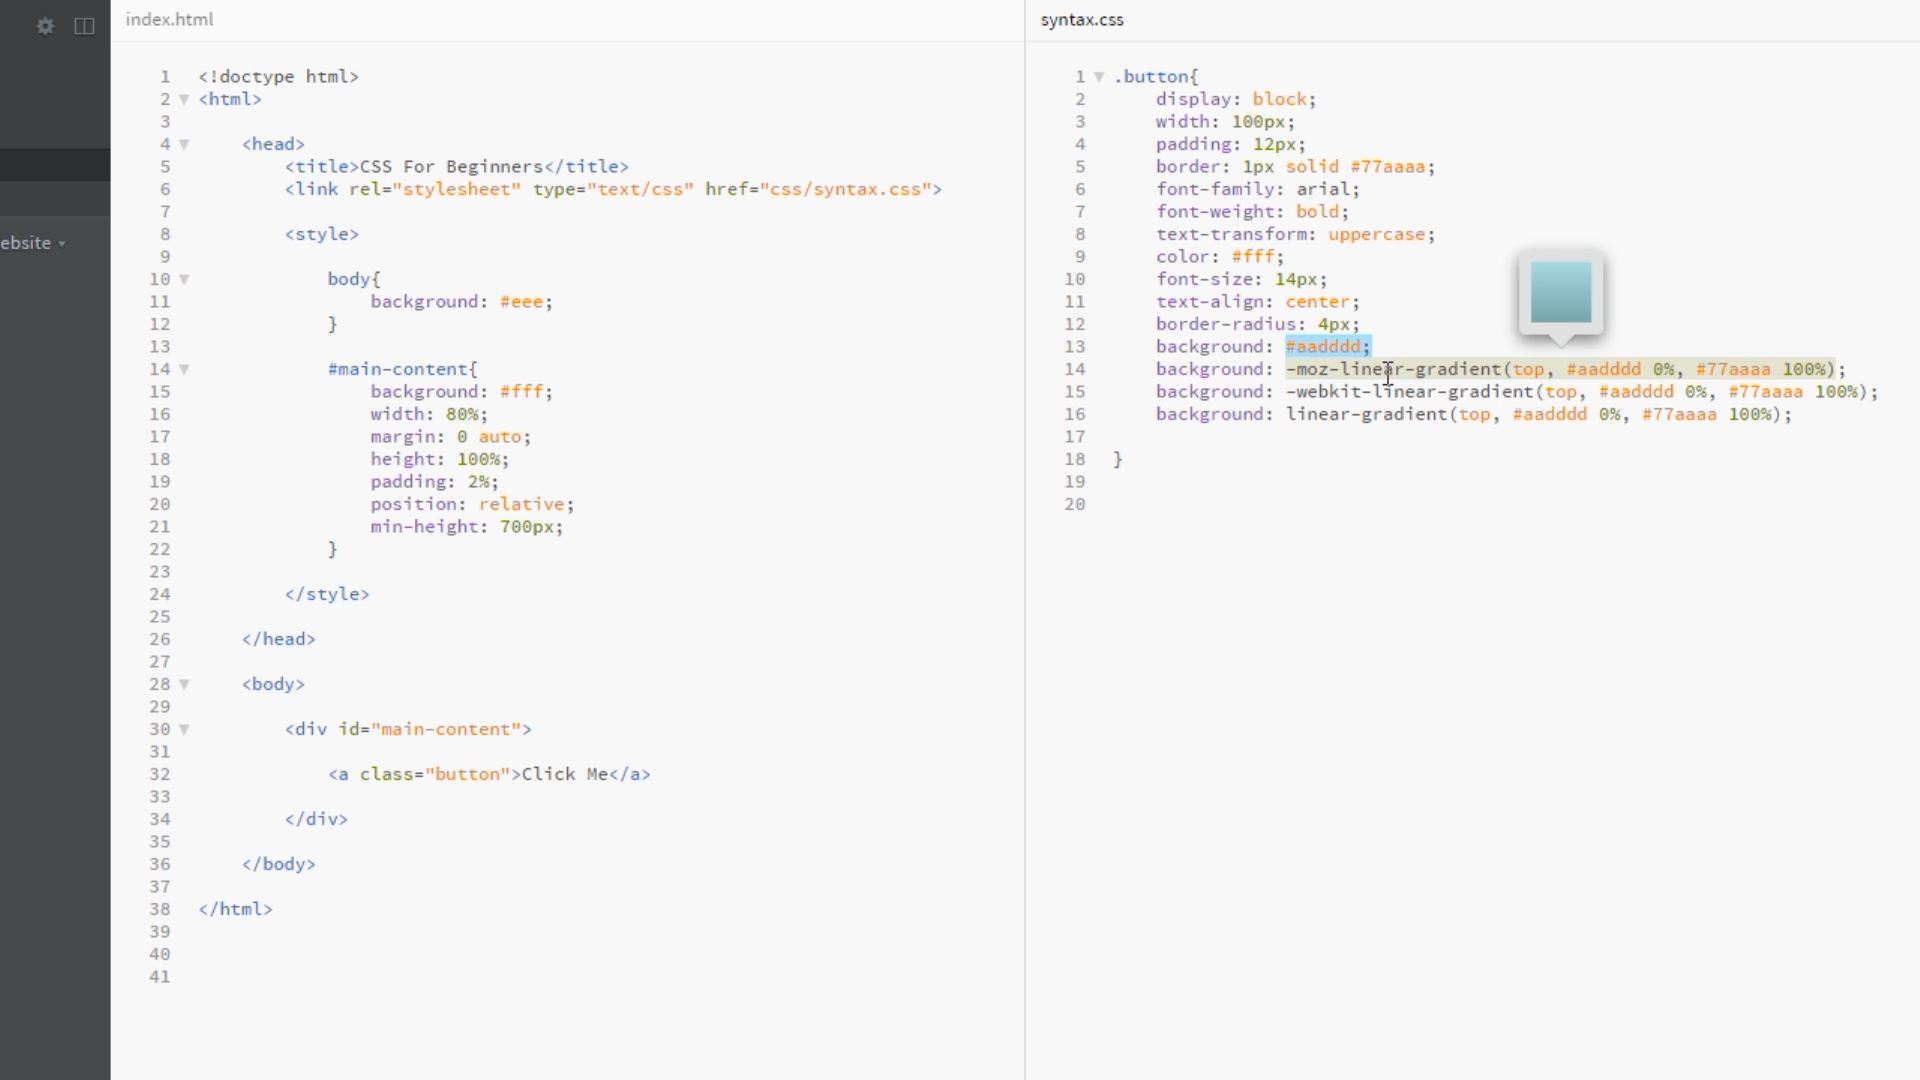 index.html
1 <!doctype html>
2 <html>
3
4 <head>
5 <title>CSS For Beginners</title>
6 <link rel="stylesheet" type="text/css" href="css/syntax.css">
7
8 <style>
9
10 body{
11 background: #eee;
12 }
13
14 #main-content{
15 background: #fff;
16 width: 80%;
17 margin: 0 auto;
18 height: 100%;
19 padding: 2%;
20 position: relative;
21 min-height: 700px;
22 }
23
24 </style>
25
26 </head>
27
28 <body>
29
30 <div id="main-content">
31
32 <a class="button">Click Me</a>
33
34 </div>
35
36 </body>
37
38 </html>
39
40
41
syntax.css
1 .button{
2 display: block;
3 width: 100px;
4 padding: 12px;
5 border: 1px solid #77aaaa;
6 font-family: arial;
7 font-weight: bold;
8 text-transform: uppercase;
9 color: #fff;
10 font-size: 14px;
11 text-align: center;
12 border-radius: 4px;
13 background: #aadddd;
14 background: -moz-linear-gradient(top, #aadddd 0%, #77aaaa 100%);
15 background: -webkit-linear-gradient(top, #aadddd 0%, #77aaaa 100%);
16 background: linear-gradient(top, #aadddd 0%, #77aaaa 100%);
17
18 }
19
20
ebsite